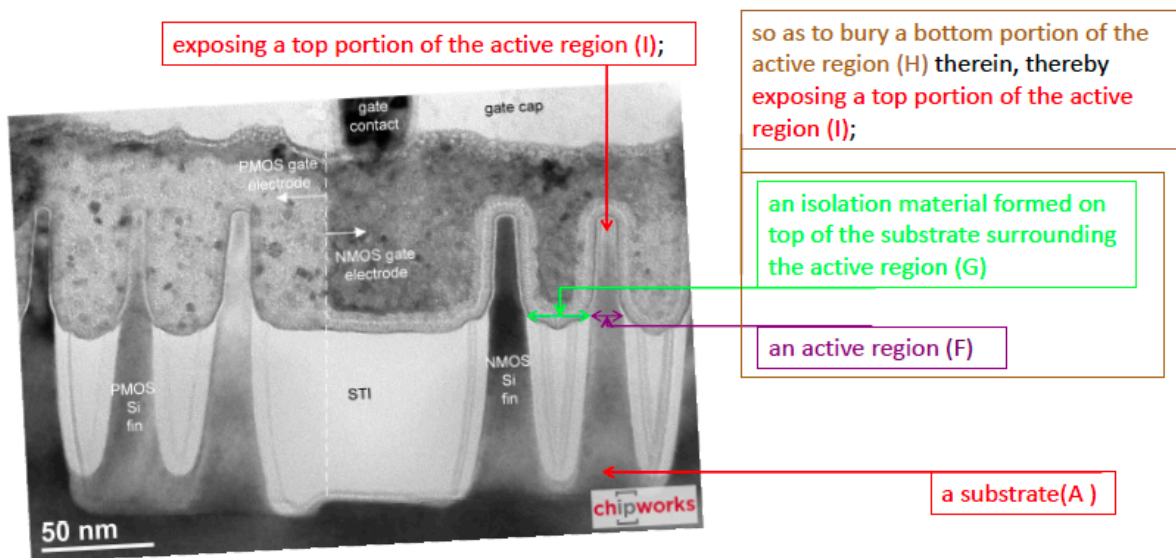 exposing a top portion of the active region (I);
so as to bury a bottom portion of the
active region (H) therein, thereby
exposing a top portion of the active
region (I);
gate
contact
gate cap
PMOS gate
electrode
NMOS gate
electrode
an isolation material formed on
top of the substrate surrounding
the active region (G)
an active region (F)
PMOS
Si
fin
STI
NMOS
Si
fin
a substrate(A )
50 nm
chipworks